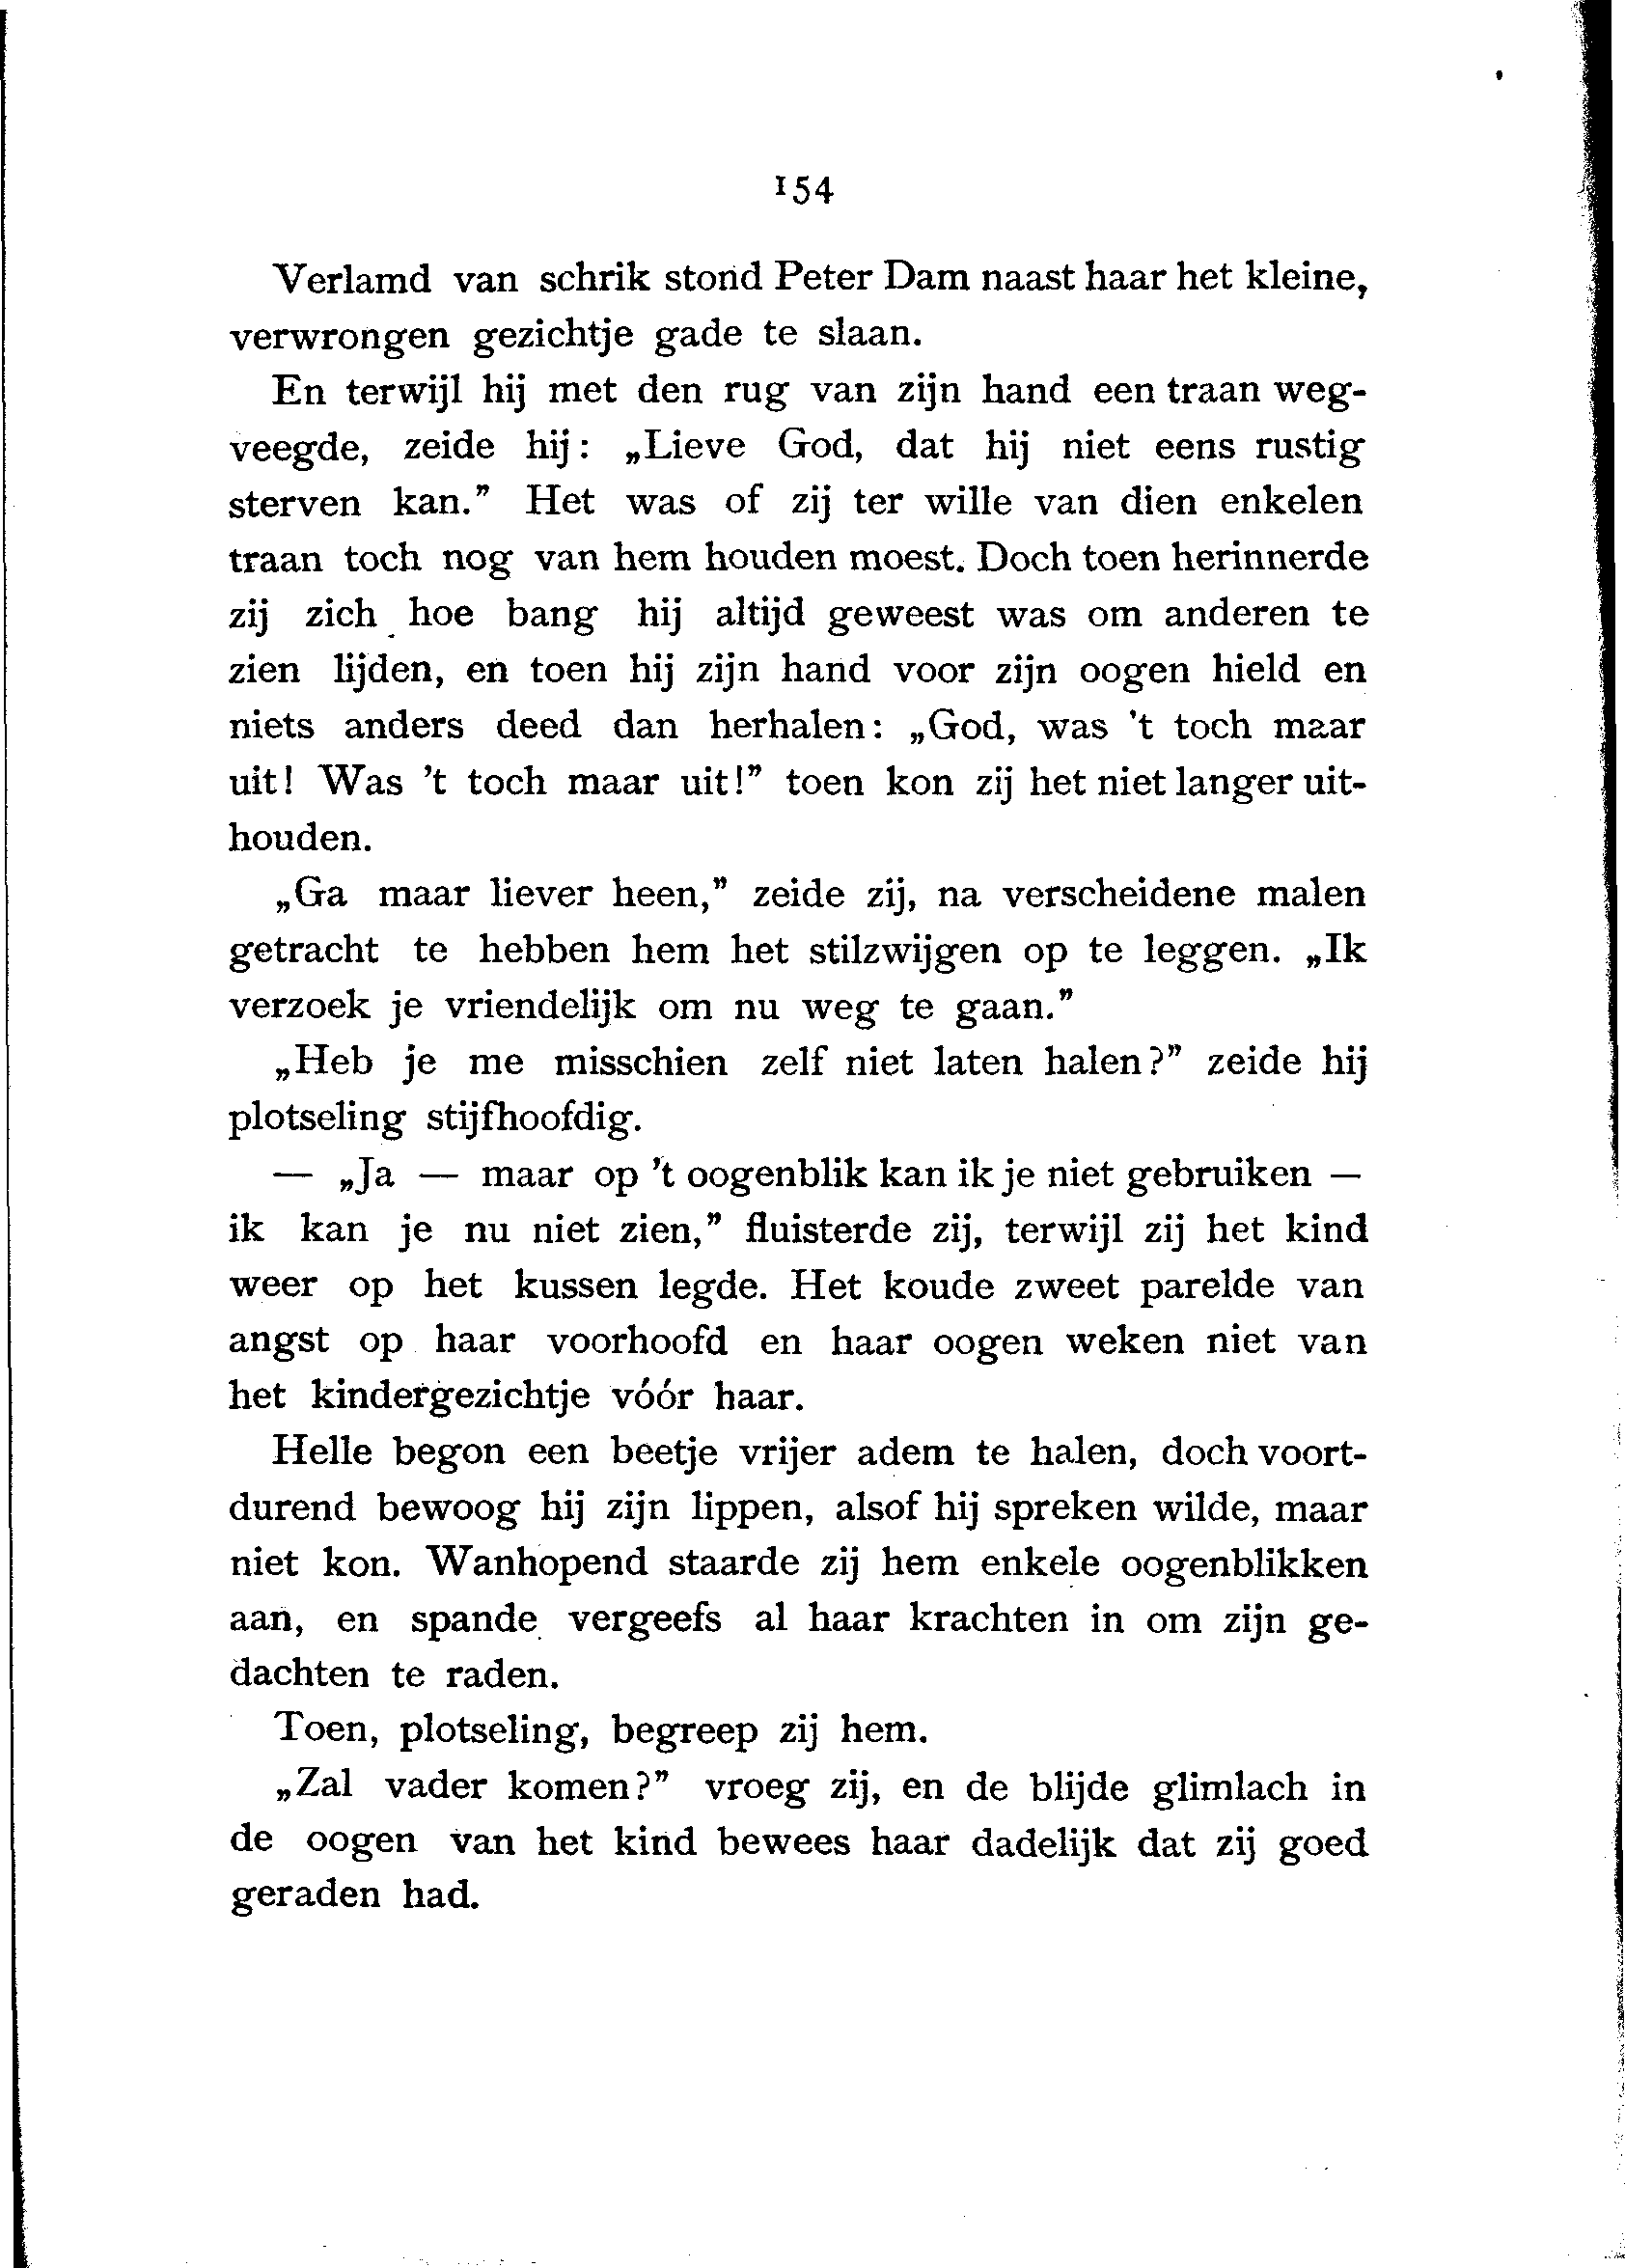 154
Verlamd van schrik stond Peter Dam naast haar het kleine,
verwrongen gezichtje gade te slaan.
En terwijl hij met den rug van zijn hand een traan weg-
veegde, zeide hij: „Lieve God, dat hij niet eens rustig
sterven kan.” Het was of zij ter wille van dien enkelen
traan toch nog van hem houden moest. Doch toen herinnerde
zij zich hoe bang hij altijd geweest was om anderen te
zien lijden, en toen hij zijn hand voor zijn oogen hield en
niets anders deed dan herhalen: „God, was 't toch maar
uit! Was 't toch maar uit!” toen kon zij het niet langer uit-
houden.
„Ga maar liever heen,” zeide zij, na verscheidene malen
getracht te hebben hem het stilzwijgen op te leggen. „Ik
verzoek je vriendelijk om nu weg te gaan.”
„Heb je me misschien zelf niet laten halen?” zeide hij
plotseling stijfhoofdig.
— „Ja — maar op 't oogenblik kan ik je niet gebruiken —
ik kan je nu niet zien,” fluisterde zij, terwijl zij het kind
weer op het kussen legde. Het koude zweet parelde van
angst op haar voorhoofd en haar oogen weken niet van
het kindergezichtje vóór haar.
Helle begon een beetje vrijer adem te halen, doch voort-
durend bewoog hij zijn lippen, alsof hij spreken wilde, maar
niet kon. Wanhopend staarde zij hem enkele oogenblikken
aan, en spande vergeefs al haar krachten in om zijn ge-
dachten te raden.
Toen, plotseling, begreep zij hem.
„Zal vader komen?” vroeg zij, en de blijde glimlach in
de oogen van het kind bewees haar dadelijk dat zij goed
geraden had.